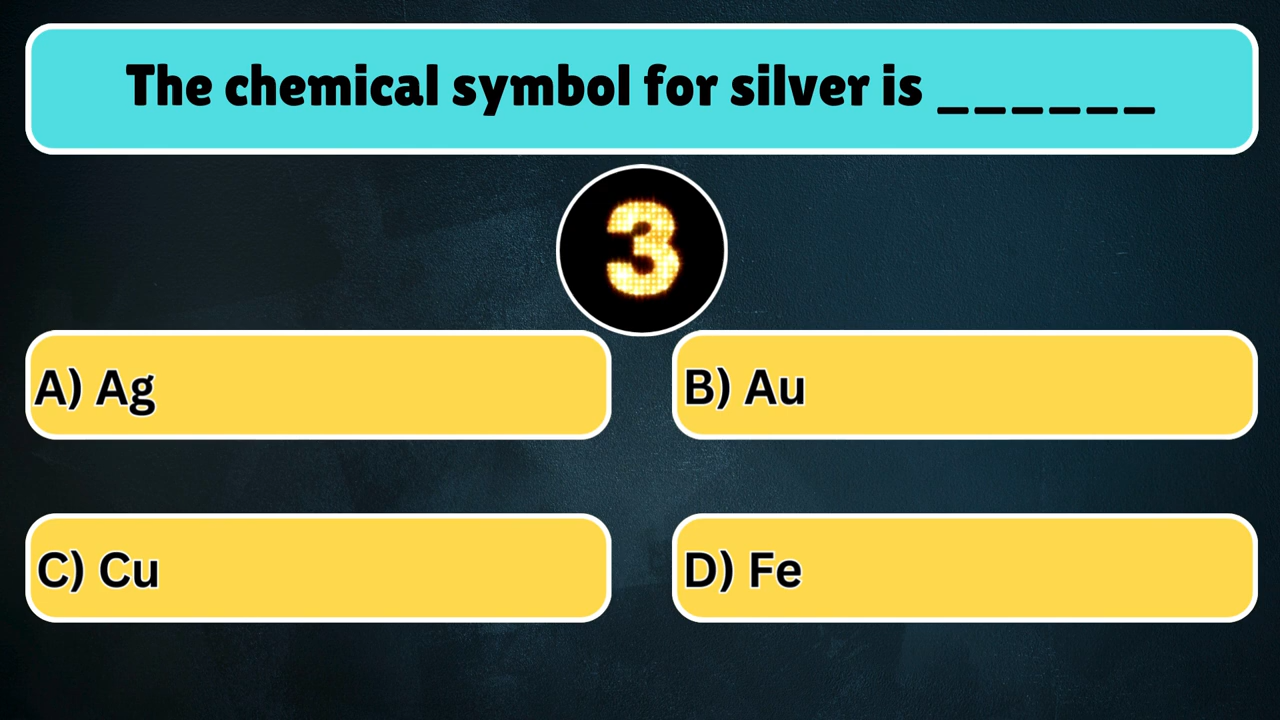 The chemical symbol for silver is ______
3
A) Ag
B) Au
C) Cu
D) Fe